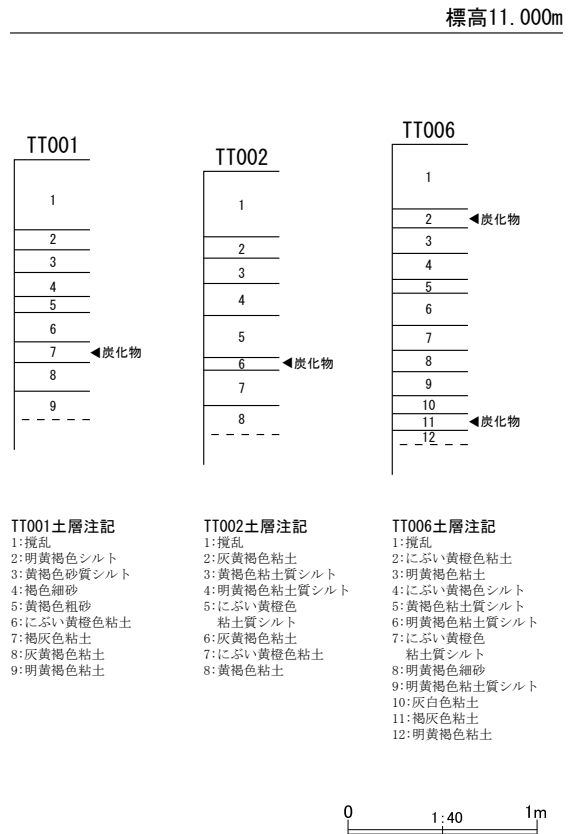 標高11.000m
TT001
1
2
3
4
5
6
7 ◀炭化物
8
9
TT002
1
2
3
4
5
6 ◀炭化物
7
8
TT006
1
2 ◀炭化物
3
4
5
6
7
8
9
10
11 ◀炭化物
12
TT001土層注記
1:攪乱
2:明黄褐色シルト
3:黄褐色砂質シルト
4:褐色細砂
5:黄褐色粗砂
6:にぶい黄橙色粘土
7:褐灰色粘土
8:灰黄褐色粘土
9:明黄褐色粘土
TT002土層注記
1:攪乱
2:灰黄褐色粘土
3:黄褐色粘土質シルト
4:明黄褐色粘土質シルト
5:にぶい黄橙色
粘土質シルト
6:灰黄褐色粘土
7:にぶい黄橙色粘土
8:黄褐色粘土
TT006土層注記
1:攪乱
2:にぶい黄橙色粘土
3:明黄褐色粘土
4:にぶい黄褐色シルト
5:黄褐色粘土質シルト
6:明黄褐色粘土質シルト
7:にぶい黄橙色
粘土質シルト
8:明黄褐色細砂
9:明黄褐色粘土質シルト
10:灰白色粘土
11:褐灰色粘土
12:明黄褐色粘土
0 1:40 1m